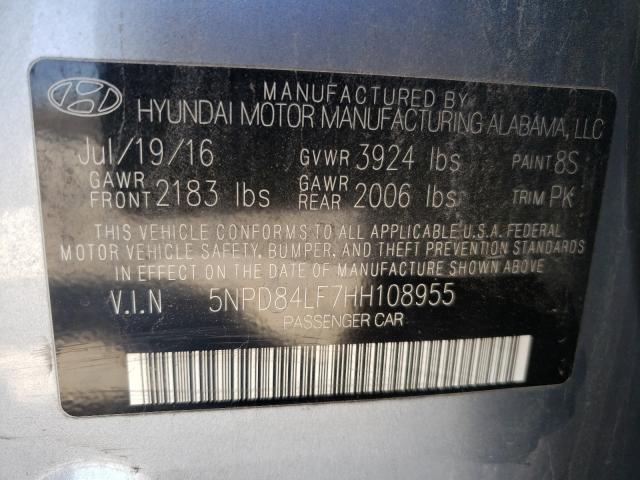 MANUFACTURED BY
HYUNDAI MOTOR MANUFACTURING ALABAMA, LLC
Jul/19/16 GVWR 3924 lbs PAINT 8S
GAWR FRONT 2183 lbs GAWR REAR 2006 lbs TRIM PK
THIS VEHICLE CONFORMS TO ALL APPLICABLE U.S.A. FEDERAL
MOTOR VEHICLE SAFETY, BUMPER, AND THEFT PREVENTION STANDARDS
IN EFFECT ON THE DATE OF MANUFACTURE SHOWN ABOVE.
V.I.N 5NPD84LF7HH108955
PASSENGER CAR